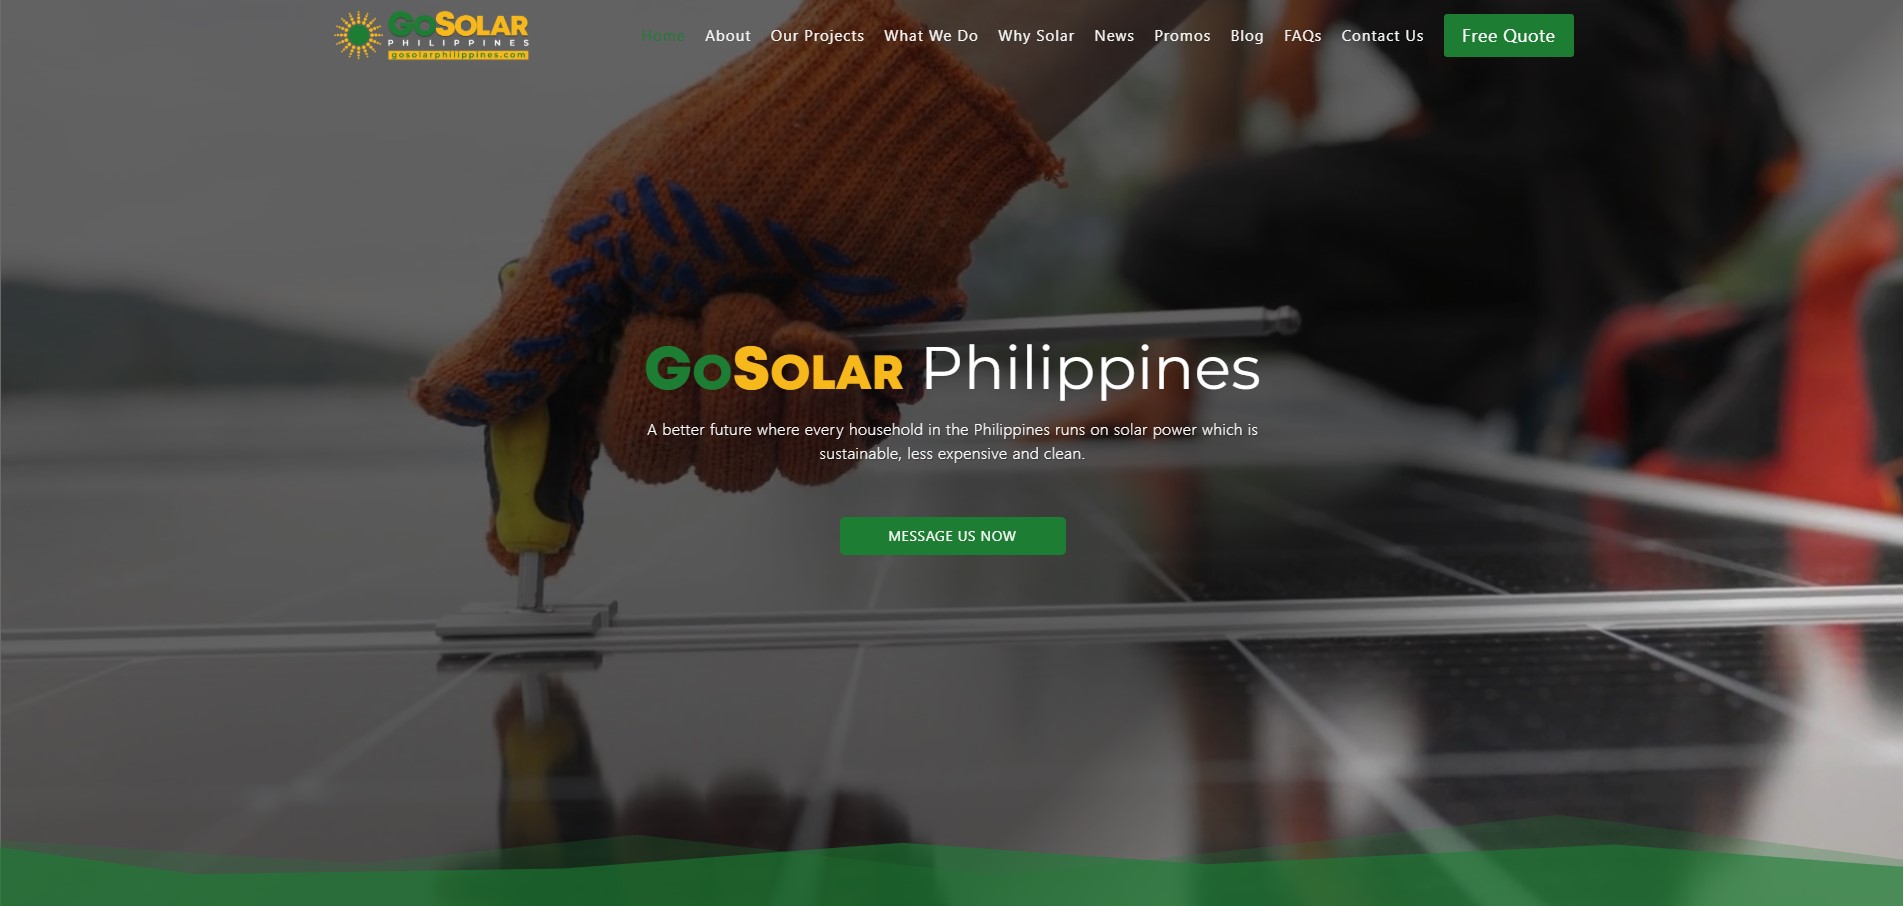 GoSolar
PHILIPPINES
gosolarphilippines.com
Home
About
Our Projects
What We Do
Why Solar
News
Promos
Blog
FAQs
Contact Us
Free Quote
GoSolar Philippines
A better future where every household in the Philippines runs on solar power which is
sustainable, less expensive and clean.
MESSAGE US NOW